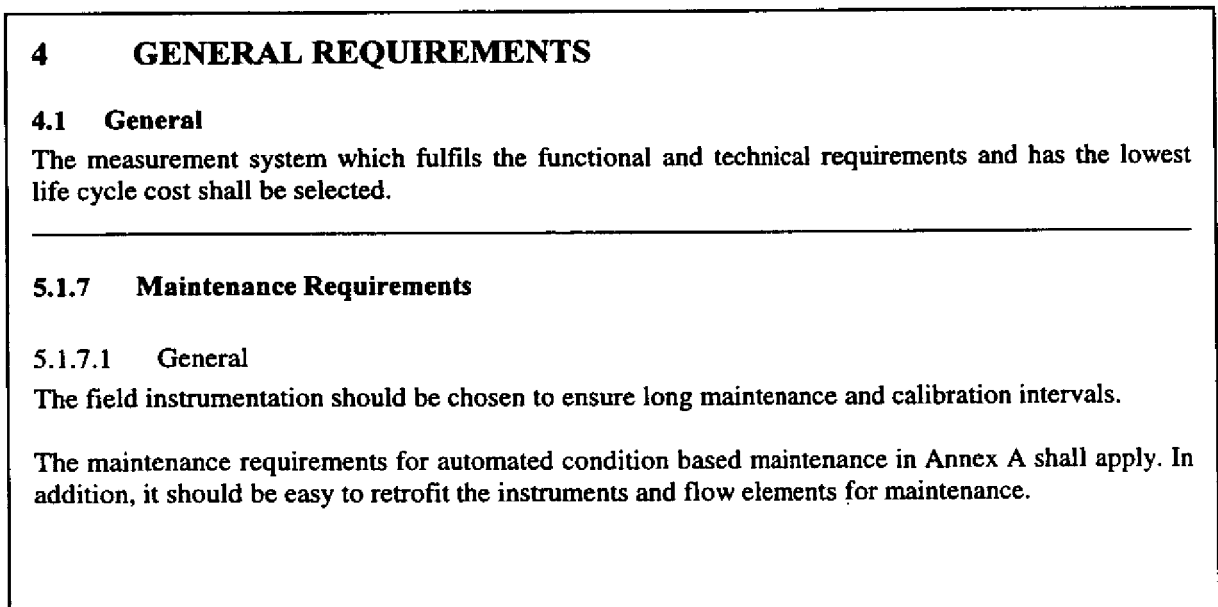 4 GENERAL REQUIREMENTS
4.1 General
The measurement system which fulfils the functional and technical requirements and has the lowest
life cycle cost shall be selected.
5.1.7 Maintenance Requirements
5.1.7.1 General
The field instrumentation should be chosen to ensure long maintenance and calibration intervals.
The maintenance requirements for automated condition based maintenance in Annex A shall apply. In
addition, it should be easy to retrofit the instruments and flow elements for maintenance.